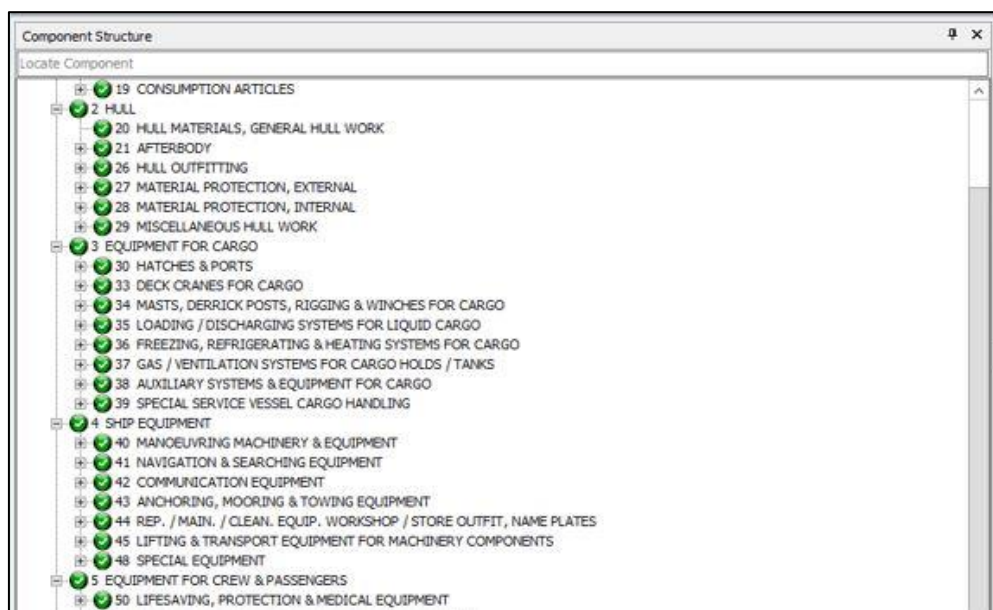 Component Structure
Locate Component
19 CONSUMPTION ARTICLES
2 HULL
20 HULL MATERIALS, GENERAL HULL WORK
21 AFTERBODY
26 HULL OUTFITTING
27 MATERIAL PROTECTION, EXTERNAL
28 MATERIAL PROTECTION, INTERNAL
29 MISCELLANEOUS HULL WORK
3 EQUIPMENT FOR CARGO
30 HATCHES & PORTS
33 DECK CRANES FOR CARGO
34 MASTS, DERRICK POSTS, RIGGING & WINCHES FOR CARGO
35 LOADING / DISCHARGING SYSTEMS FOR LIQUID CARGO
36 FREEZING, REFRIGERATING & HEATING SYSTEMS FOR CARGO
37 GAS / VENTILATION SYSTEMS FOR CARGO HOLDS / TANKS
38 AUXILIARY SYSTEMS & EQUIPMENT FOR CARGO
39 SPECIAL SERVICE VESSEL CARGO HANDLING
4 SHIP EQUIPMENT
40 MANOEUVRING MACHINERY & EQUIPMENT
41 NAVIGATION & SEARCHING EQUIPMENT
42 COMMUNICATION EQUIPMENT
43 ANCHORING, MOORING & TOWING EQUIPMENT
44 REP. / MAIN. / CLEAN. EQUIP. WORKSHOP / STORE OUTFIT, NAME PLATES
45 LIFTING & TRANSPORT EQUIPMENT FOR MACHINERY COMPONENTS
48 SPECIAL EQUIPMENT
5 EQUIPMENT FOR CREW & PASSENGERS
50 LIFESAVING, PROTECTION & MEDICAL EQUIPMENT